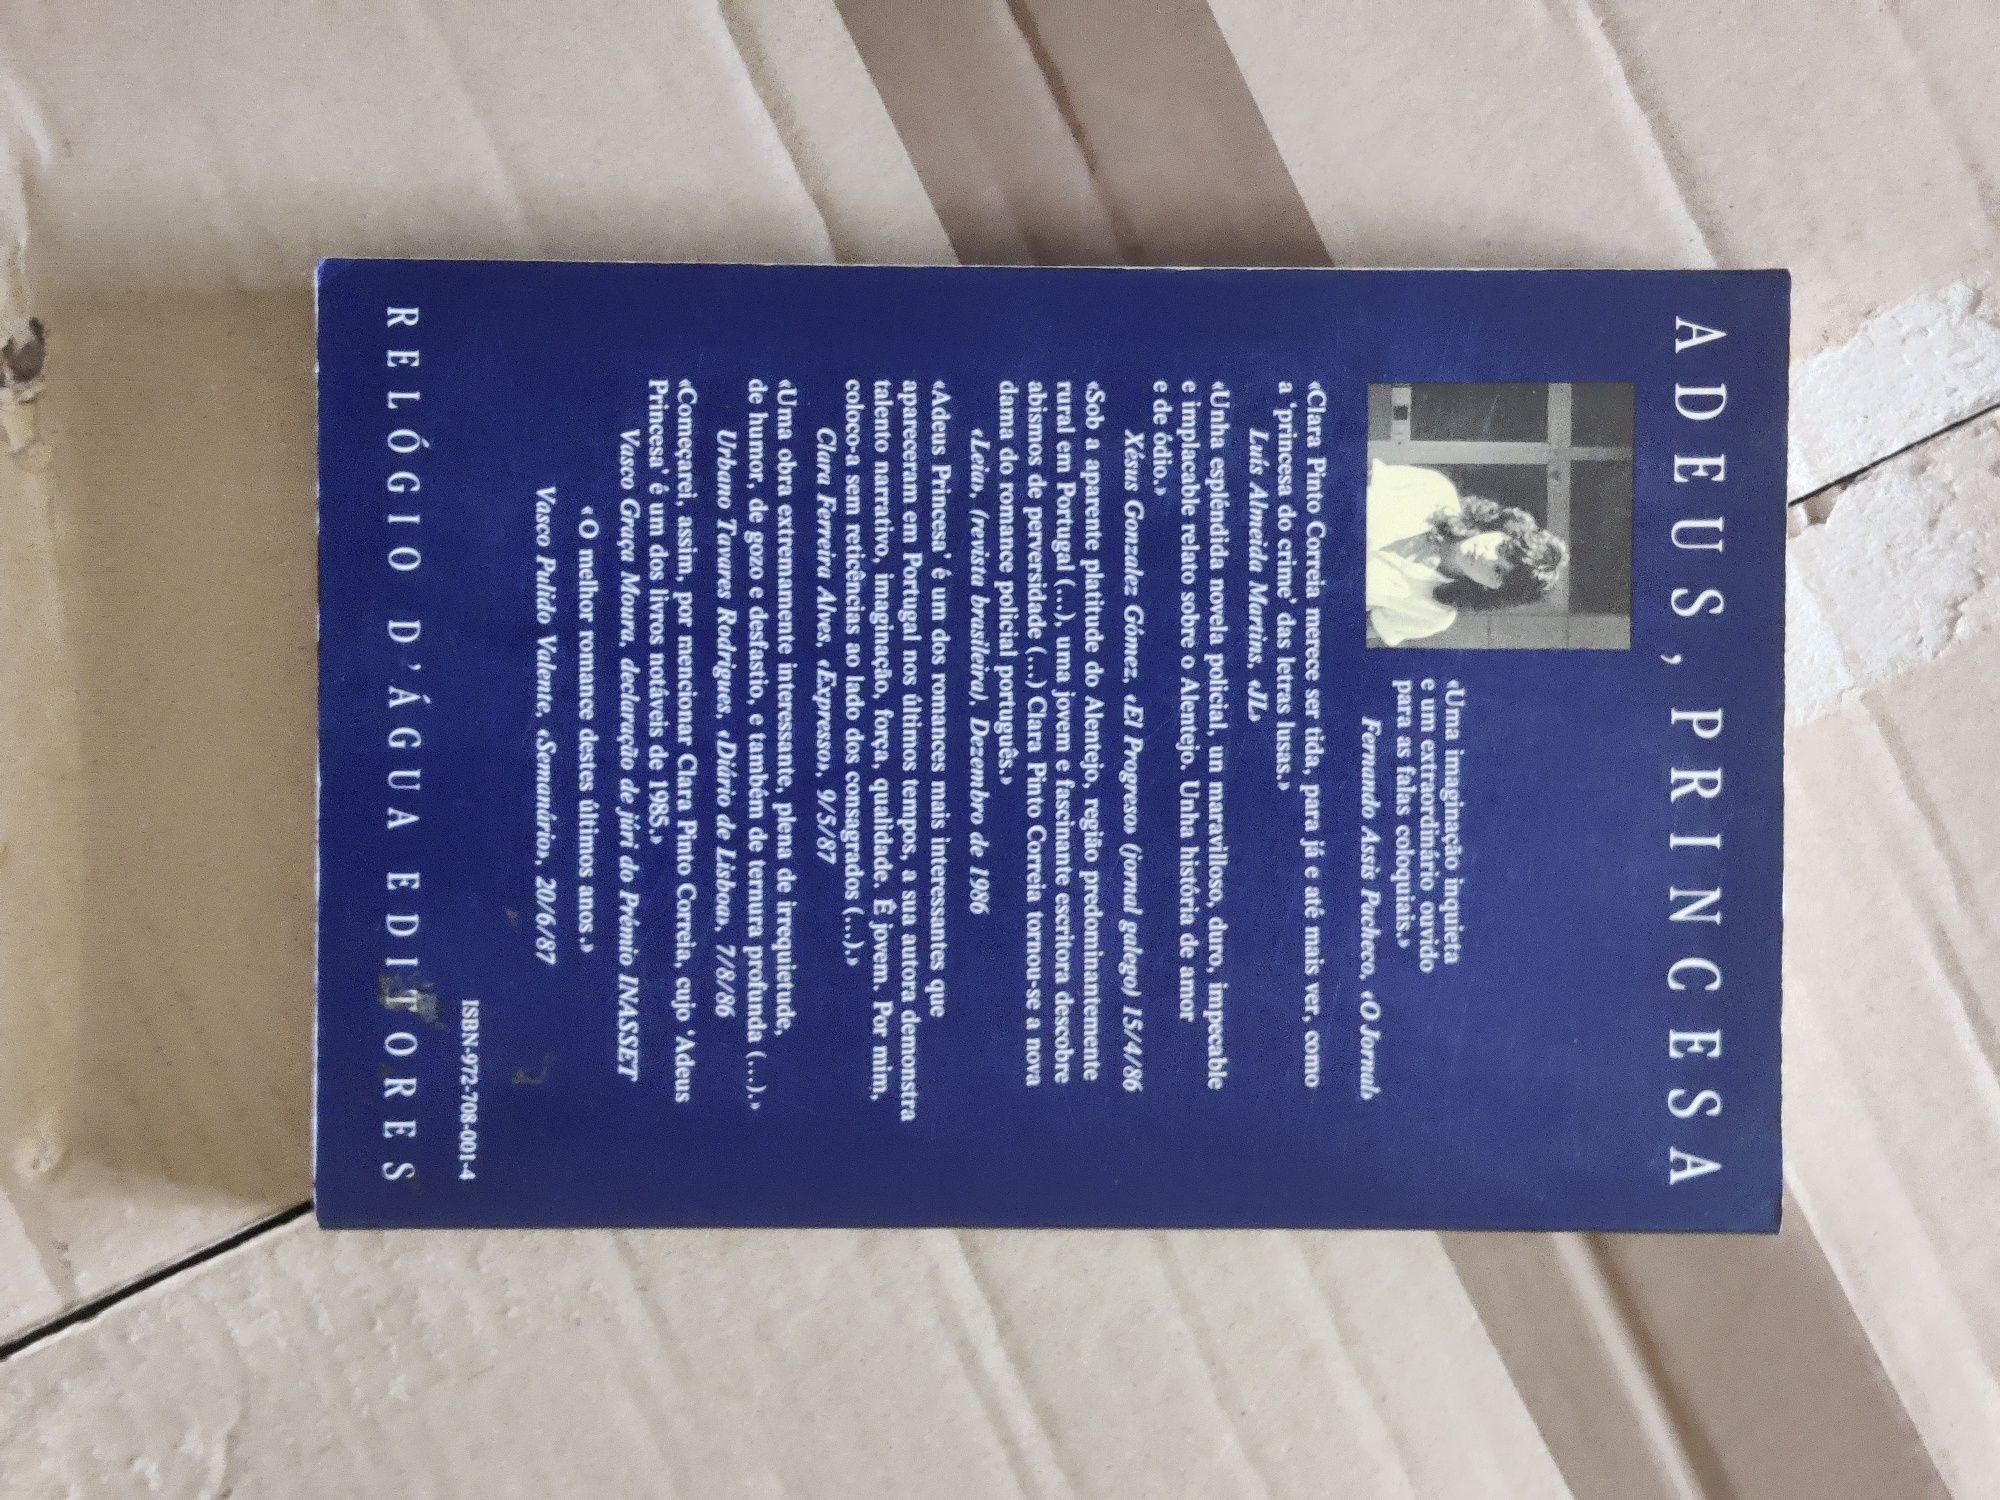 ADEUS, PRINCESA
«Uma imaginação inquieta
e um extraordinário ouvido
para as falas coloquiais.»
Fernando Assis Pacheco, «O Jornal»
«Clara Pinto Correia merece ser tida, para já e até mais ver, como
a 'princesa do crime' das letras lusas.»
Luís Almeida Martins, «JL»
«Unha espléndida novela policial, un maravilloso, duro, impecable
e implacable relato sobre o Alentejo. Unha história de amor
e de ódio.»
Xésus Gonzalez Gómez, «El Progreso» (jornal galego) 15/4/86
«Sob a aparente platitude do Alentejo, região predominantemente
rural em Portugal (...), uma jovem e fascinante escritora descobre
abismos de perversidade (...) Clara Pinto Correia tornou-se a nova
dama do romance policial português.»
«Leia», (revista brasileira), Dezembro de 1986
«Adeus Princesa' é um dos romances mais interessantes que
apareceram em Portugal nos últimos tempos, a sua autora demonstra
talento narrativo, imaginação, força, qualidade. É jovem. Por mim,
coloco-a sem reticências ao lado dos consagrados (...).»
Clara Ferreira Alves, «Expresso», 9/5/87
«Uma obra extremamente interessante, plena de irrequietude,
de humor, de gozo e desfastio, e também de ternura profunda (...).»
Urbano Tavares Rodrigues, «Diário de Lisboa», 7/8/86
«Começarei, assim, por mencionar Clara Pinto Correia, cujo 'Adeus
Princesa' é um dos livros notáveis de 1985.»
Vasco Graça Moura, declaração de júri do Prémio INASSET
«O melhor romance destes últimos anos.»
Vasco Pulido Valente, «Semanário», 20/6/87
ISBN-972-708-001-4
RELÓGIO D'ÁGUA EDITORES